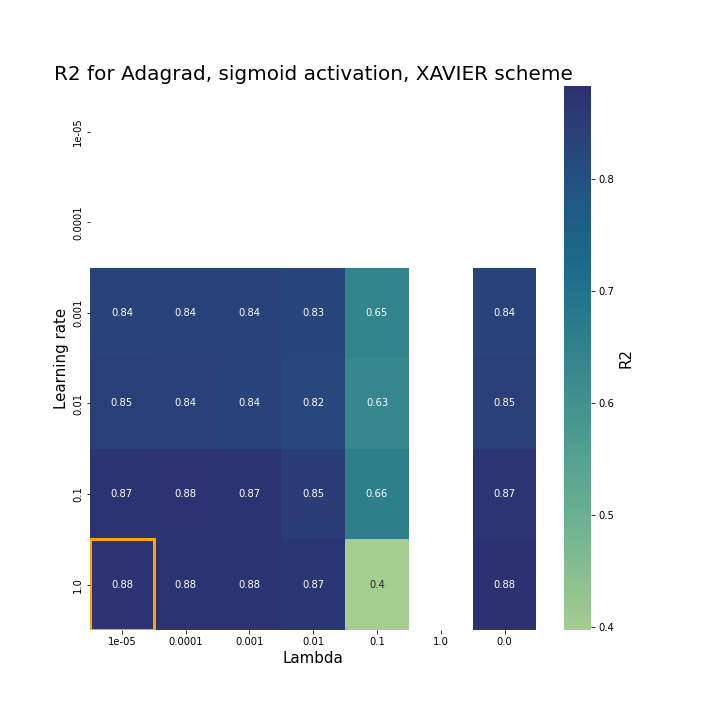 R2 for Adagrad, sigmoid activation, XAVIER scheme
Learning rate
1e-05
0.0001
0.001
0.84 0.84 0.84 0.83 0.65 0.84
0.01
0.85 0.84 0.84 0.82 0.63 0.85
0.1
0.87 0.88 0.87 0.85 0.66 0.87
1.0
0.88 0.88 0.88 0.87 0.4 0.88
1e-05 0.0001 0.001 0.01 0.1 1.0 0.0
Lambda
0.8
0.7
0.6
0.5
0.4
R2